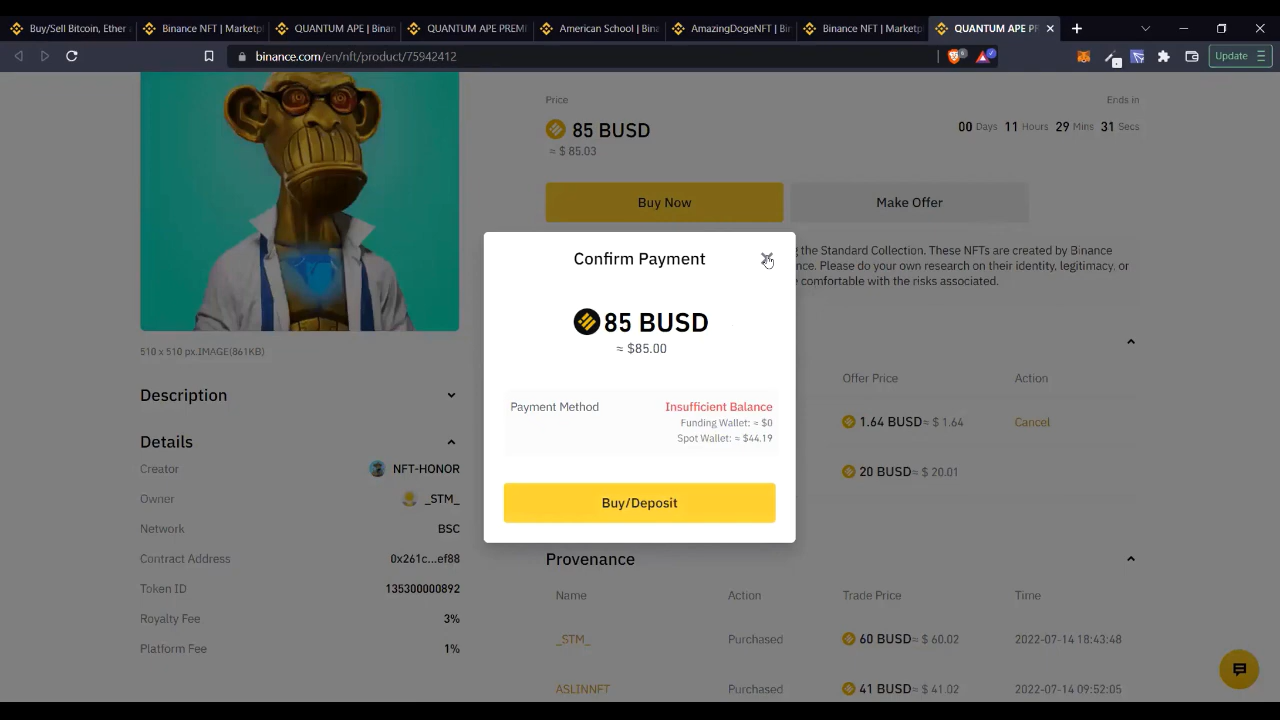 Buy/Sell Bitcoin, Ether
Binance NFT | Marketp
QUANTUM APE | Binan
QUANTUM APE PREMI
American School | Bina
AmazingDogeNFT | Bin
Binance NFT | Marketp
QUANTUM APE PR
binance.com/en/nft/product/75942412
Update
Price
Ends in
85 BUSD
00 Days 11 Hours 29 Mins 31 Secs
≈ $ 85.03
Buy Now
Make Offer
g the Standard Collection. These NFTs are created by Binance
nce. Please do your own research on their identity, legitimacy, or
comfortable with the risks associated.
Confirm Payment
85 BUSD
≈ $85.00
Payment Method
Insufficient Balance
Funding Wallet: ≈ $0
Spot Wallet: ≈ $44.19
Buy/Deposit
510 x 510 px.IMAGE(861KB)
Description
Details
Creator
NFT-HONOR
Owner
_STM_
Network
BSC
Contract Address
0x261c...ef88
Token ID
135300000892
Royalty Fee
3%
Platform Fee
1%
Offer Price
Action
1.64 BUSD≈ $ 1.64
Cancel
20 BUSD≈ $ 20.01
Provenance
Name
Action
Trade Price
Time
_STM_
Purchased
60 BUSD≈ $ 60.02
2022-07-14 18:43:48
ASLINNFT
Purchased
41 BUSD≈ $ 41.02
2022-07-14 09:52:05